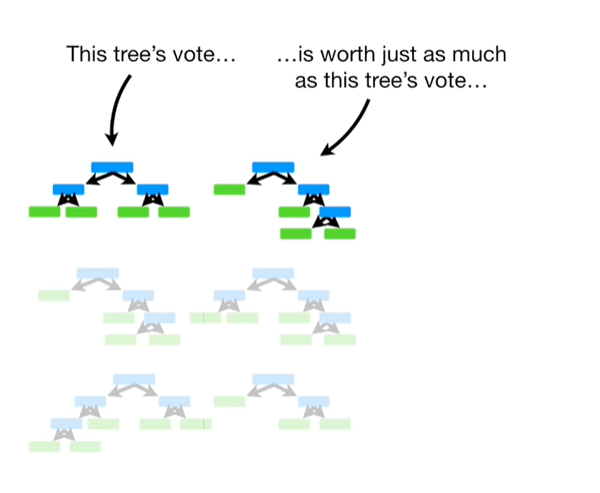 This tree’s vote…
…is worth just as much
as this tree’s vote…